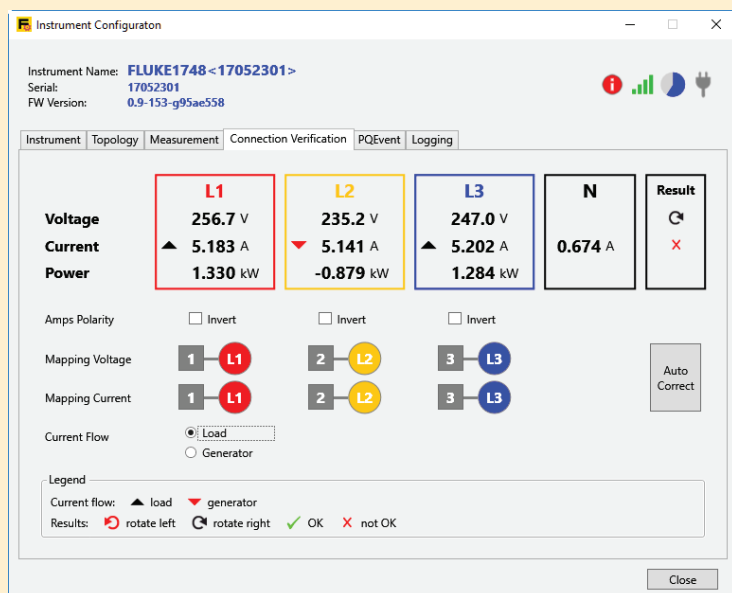 Instrument Configuraton
Instrument Name: FLUKE1748<17052301>
Serial: 17052301
FW Version: 0.9-153-g95ae558
Instrument Topology Measurement Connection Verification PQEvent Logging
L1 L2 L3 N Result
Voltage 256.7 V 235.2 V 247.0 V
Current 5.183 A 5.141 A 5.202 A 0.674 A
Power 1.330 kW -0.879 kW 1.284 kW
Amps Polarity Invert Invert Invert
Mapping Voltage 1 L1 2 L2 3 L3
Mapping Current 1 L1 2 L2 3 L3
Auto
Correct
Current Flow Load
Generator
Legend
Current flow: load generator
Results: rotate left rotate right OK not OK
Close